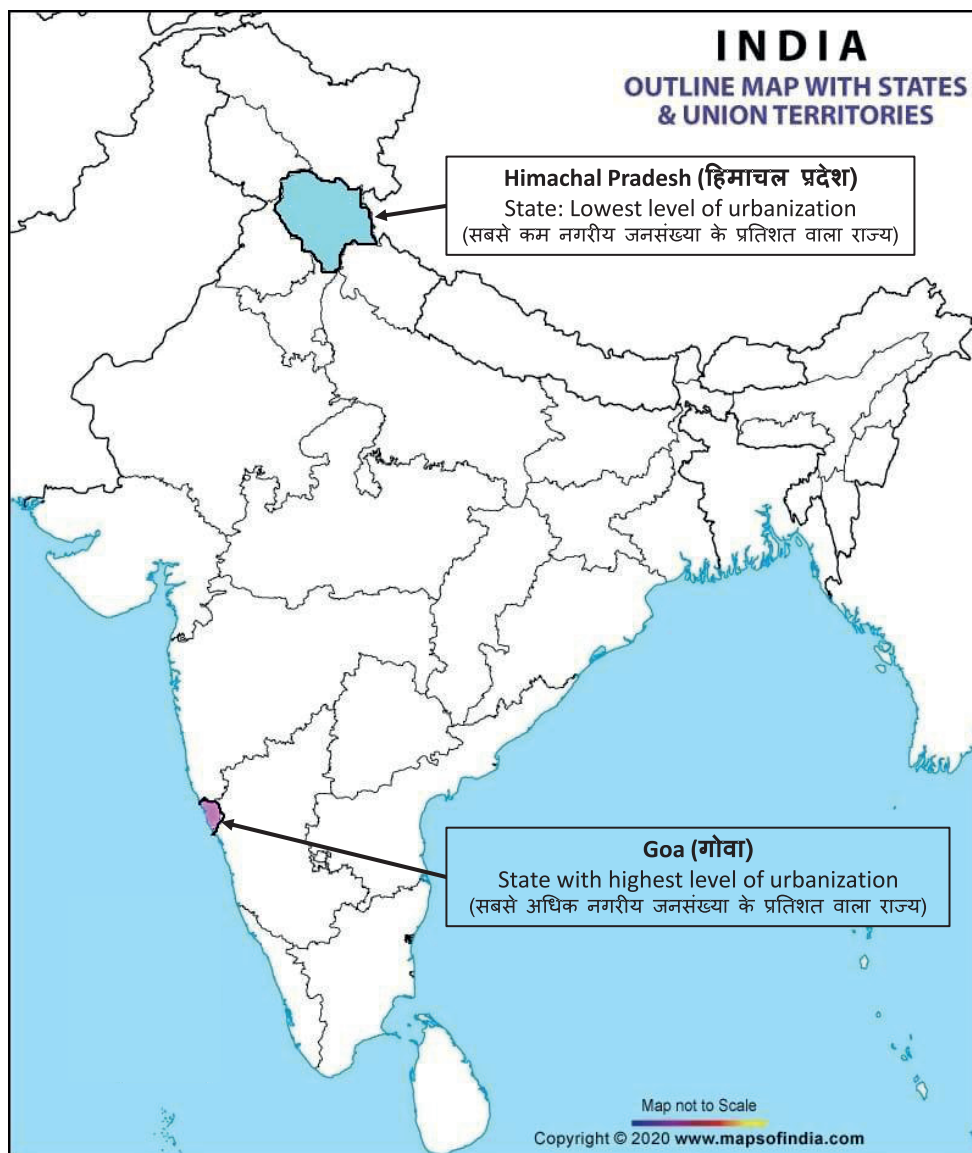 INDIA
OUTLINE MAP WITH STATES
& UNION TERRITORIES
Himachal Pradesh (हिमाचल प्रदेश)
State: Lowest level of urbanization
(सबसे कम नगरीय जनसंख्या के प्रतिशत वाला राज्य)
Goa (गोवा)
State with highest level of urbanization
(सबसे अधिक नगरीय जनसंख्या के प्रतिशत वाला राज्य)
Map not to Scale
Copyright © 2020 www.mapsofindia.com